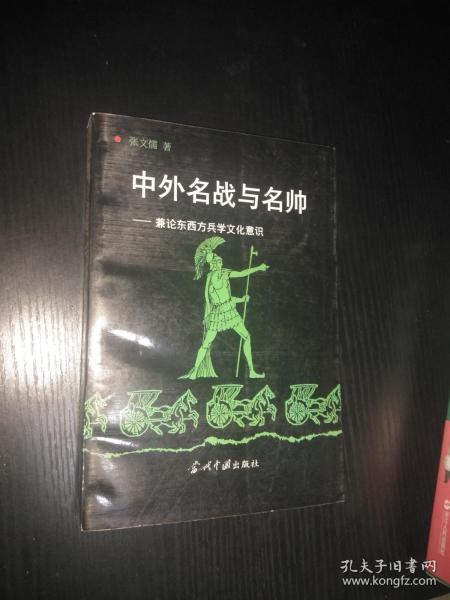 张文儒 著
中外名战与名帅
——兼论东西方兵学文化意识
当代中国出版社
孔夫子旧书网
www.kongfz.com